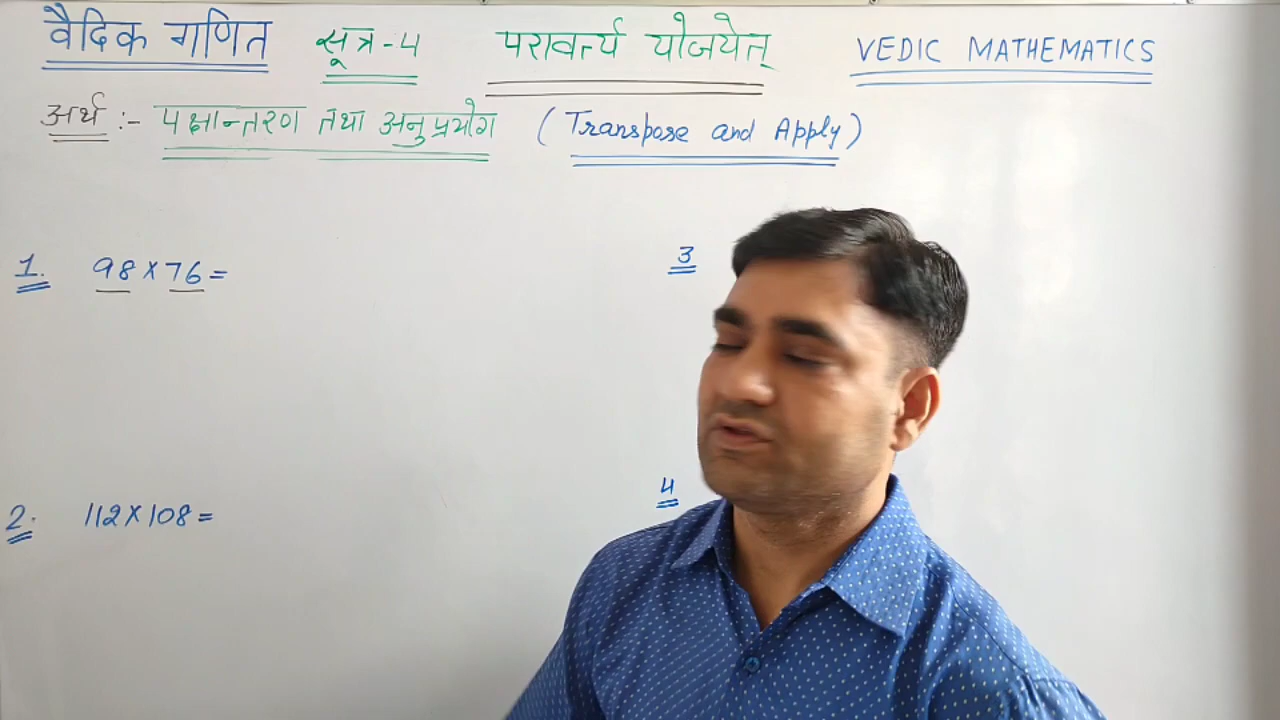 वैदिक गणित सूत्र-4 परावर्त्य योजयेत् VEDIC MATHEMATICS
अर्थ :- पक्षान्तरण तथा अनुप्रयोग (Transpose and Apply)
1. 98 × 76 =
3
2. 112 × 108 =
4